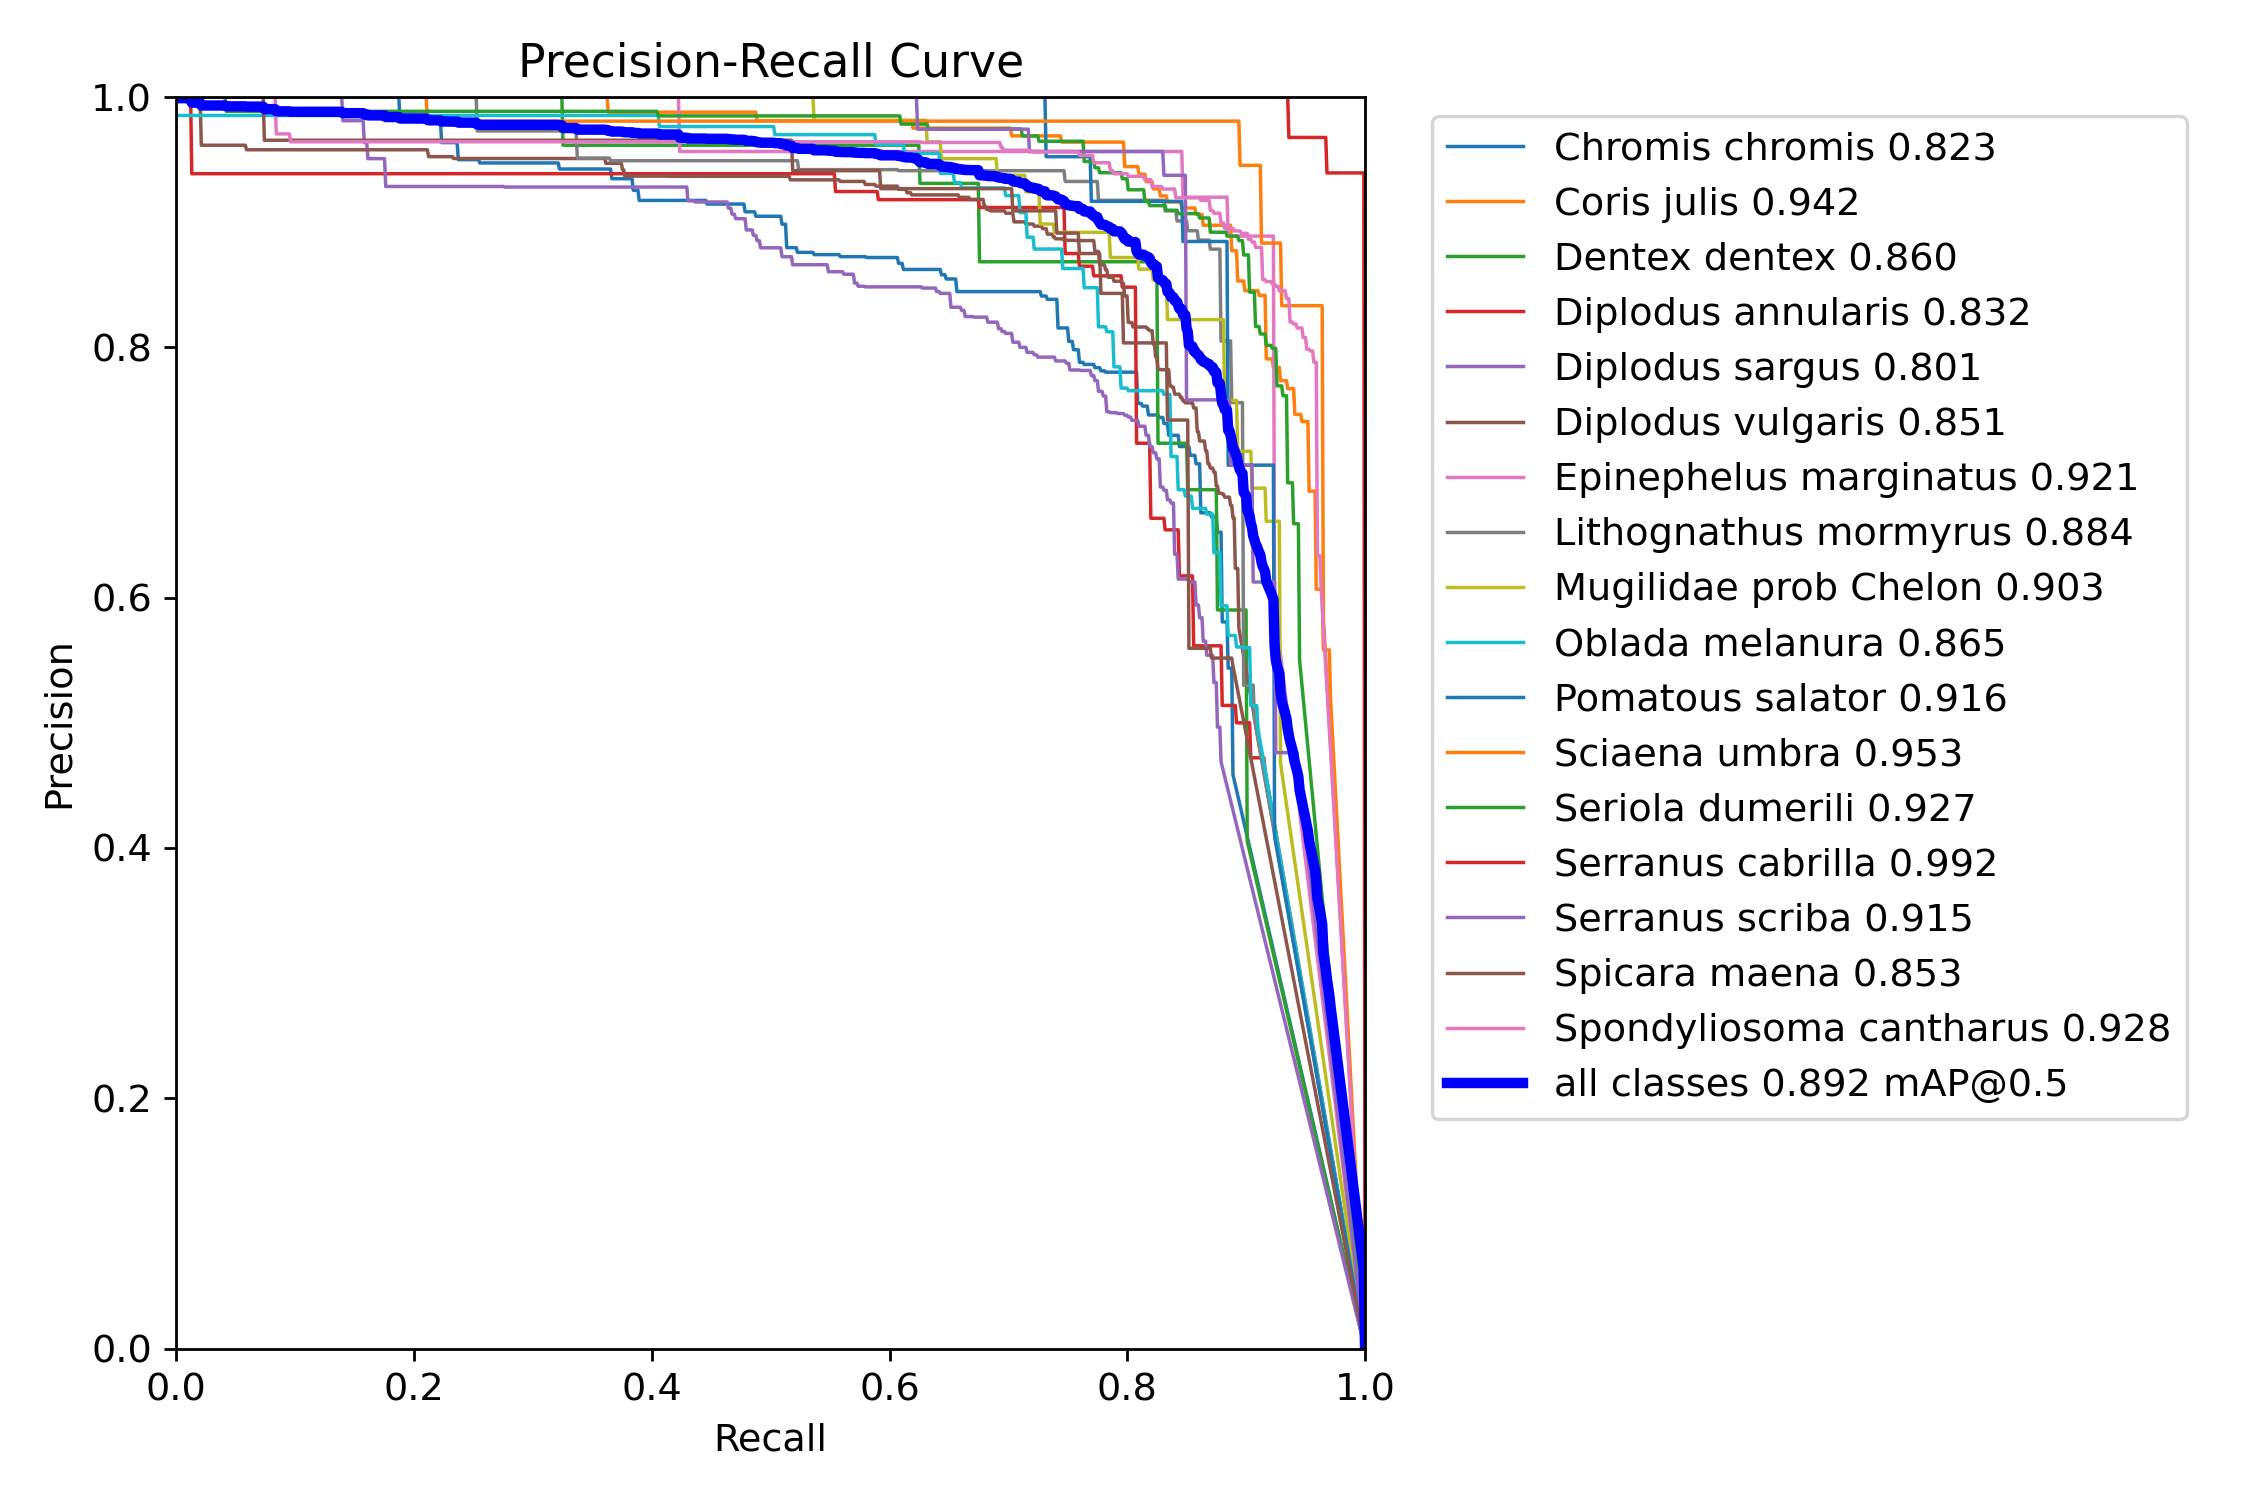 Precision-Recall Curve
1.0
0.8
0.6
0.4
0.2
0.0
Precision
0.0 0.2 0.4 0.6 0.8 1.0
Recall
Chromis chromis 0.823
Coris julis 0.942
Dentex dentex 0.860
Diplodus annularis 0.832
Diplodus sargus 0.801
Diplodus vulgaris 0.851
Epinephelus marginatus 0.921
Lithognathus mormyrus 0.884
Mugilidae prob Chelon 0.903
Oblada melanura 0.865
Pomatous salator 0.916
Sciaena umbra 0.953
Seriola dumerili 0.927
Serranus cabrilla 0.992
Serranus scriba 0.915
Spicara maena 0.853
Spondyliosoma cantharus 0.928
all classes 0.892 mAP@0.5